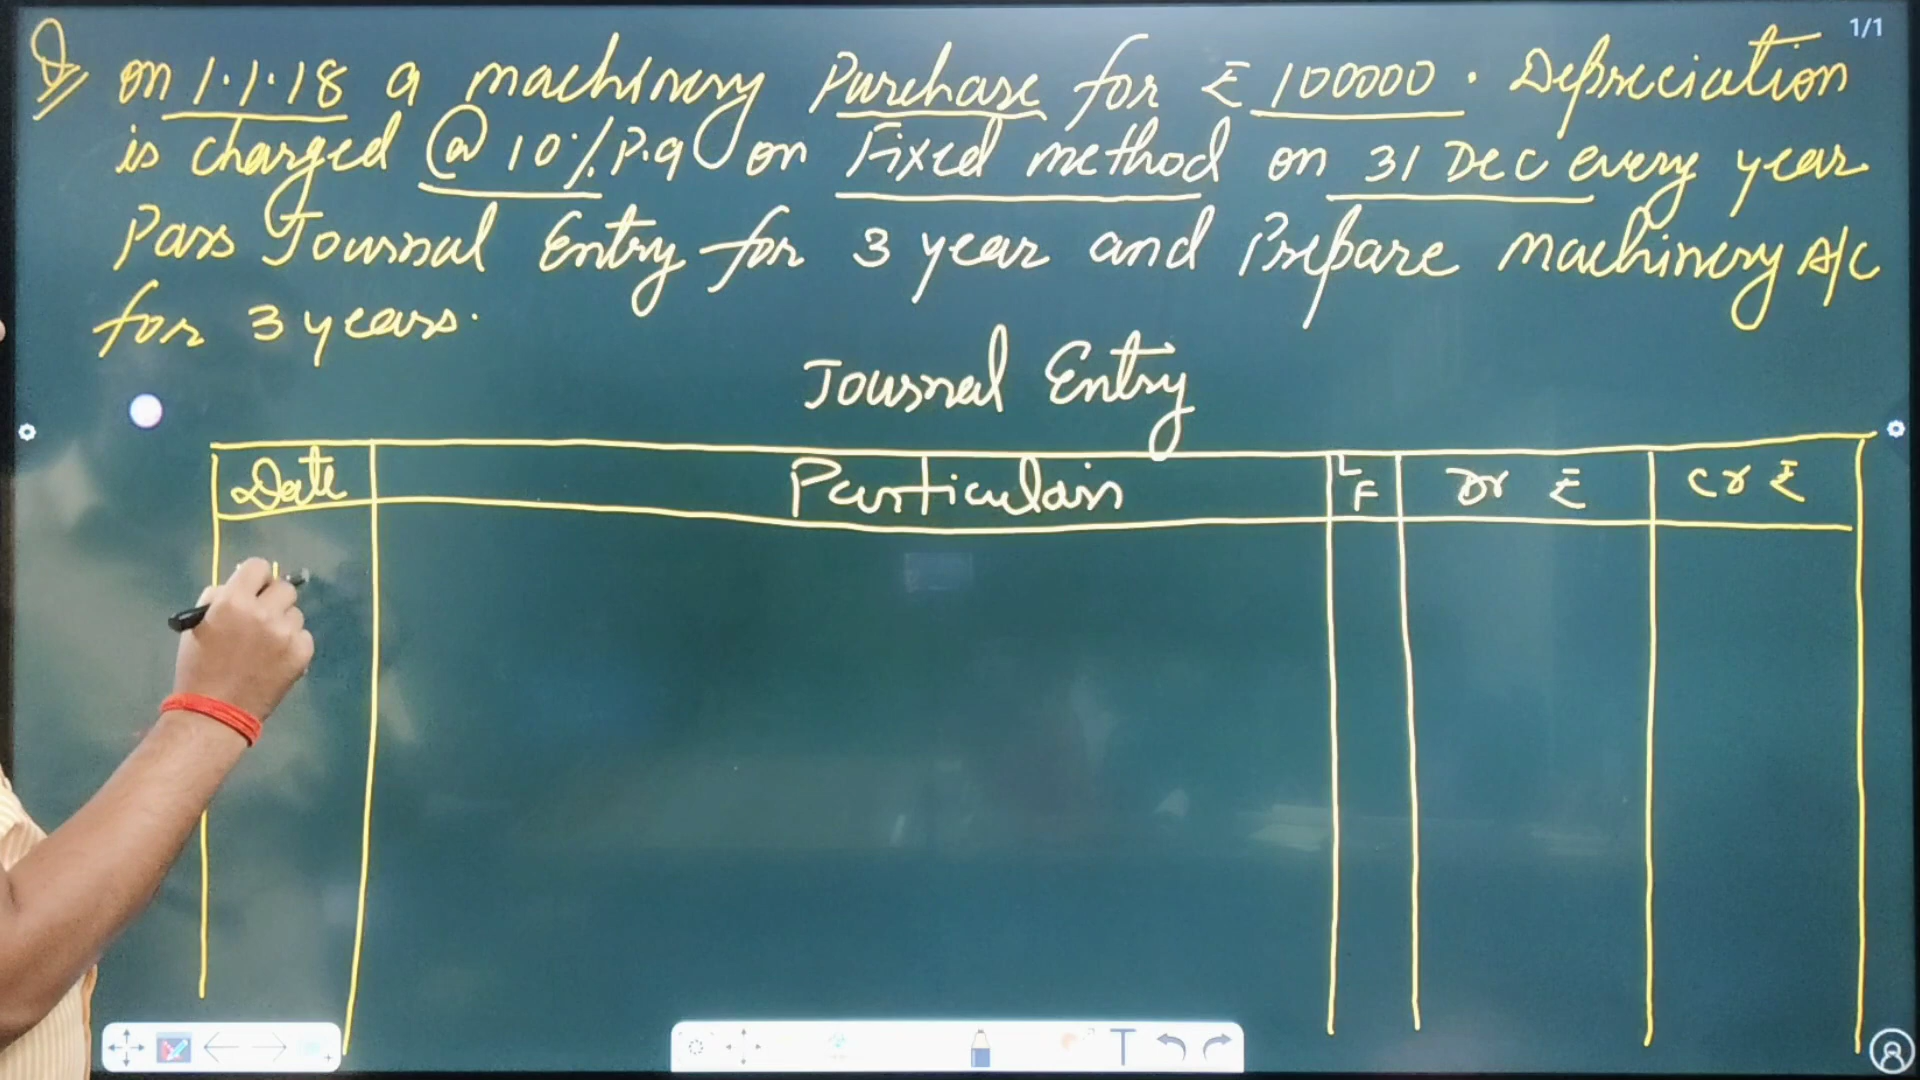 1/1
Q on 1.1.18 a machinery Purchase for ₹ 100000. Depreciation
is charged @ 10% P.a on Fixed method on 31 Dec every year
Pass Journal Entry for 3 year and Prepare Machinery A/C
for 3 years.
Journal Entry
Date Particulars L F Dr ₹ Cr ₹
T